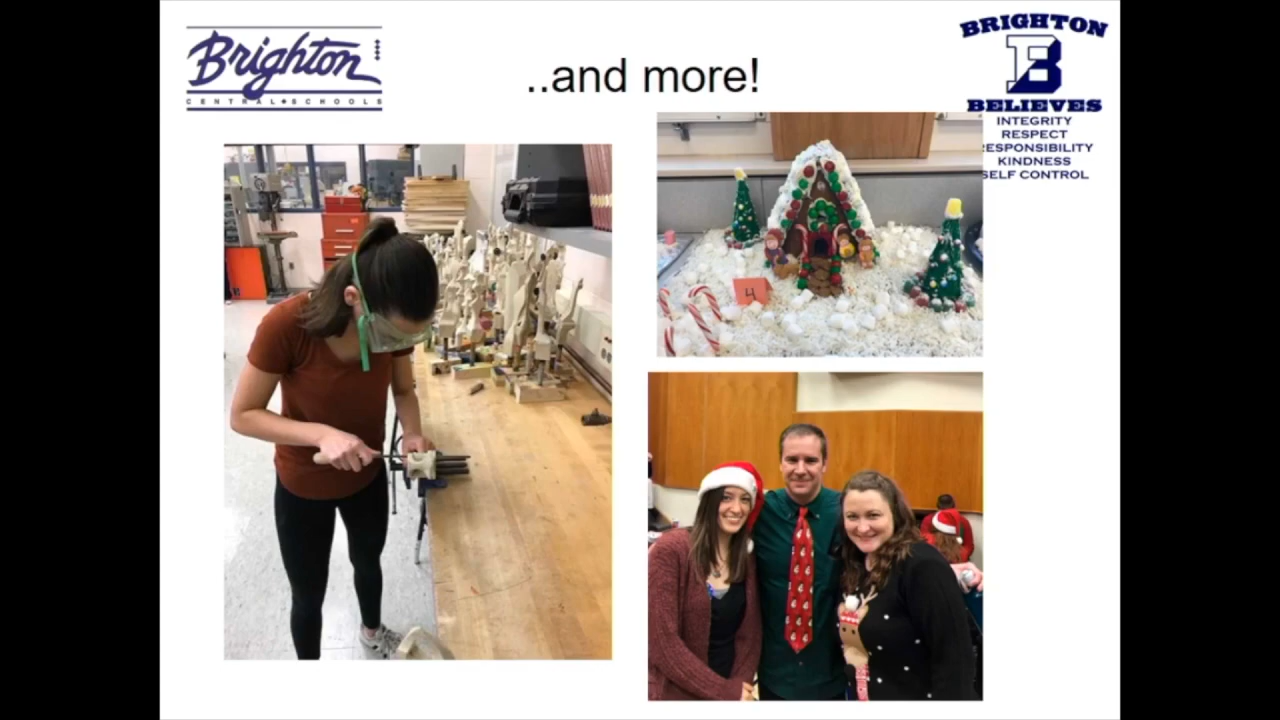 Brighton
CENTRAL SCHOOLS
..and more!
BRIGHTON
B
BELIEVES
INTEGRITY
RESPECT
RESPONSIBILITY
KINDNESS
SELF CONTROL
4